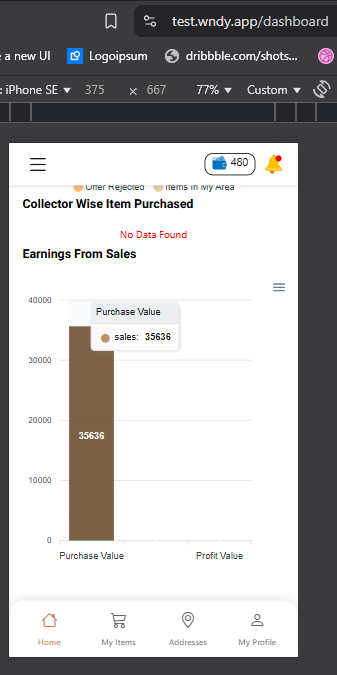 test.wndy.app/dashboard
e a new UI
Logoipsum
dribbble.com/shots...
: iPhone SE ▼ 375 × 667 77% ▼ Custom ▼
480
Offer Rejected Items In My Area
Collector Wise Item Purchased
No Data Found
Earnings From Sales
40000
Purchase Value
sales: 35636
30000
35636
20000
10000
0
Purchase Value Profit Value
Home My Items Addresses My Profile